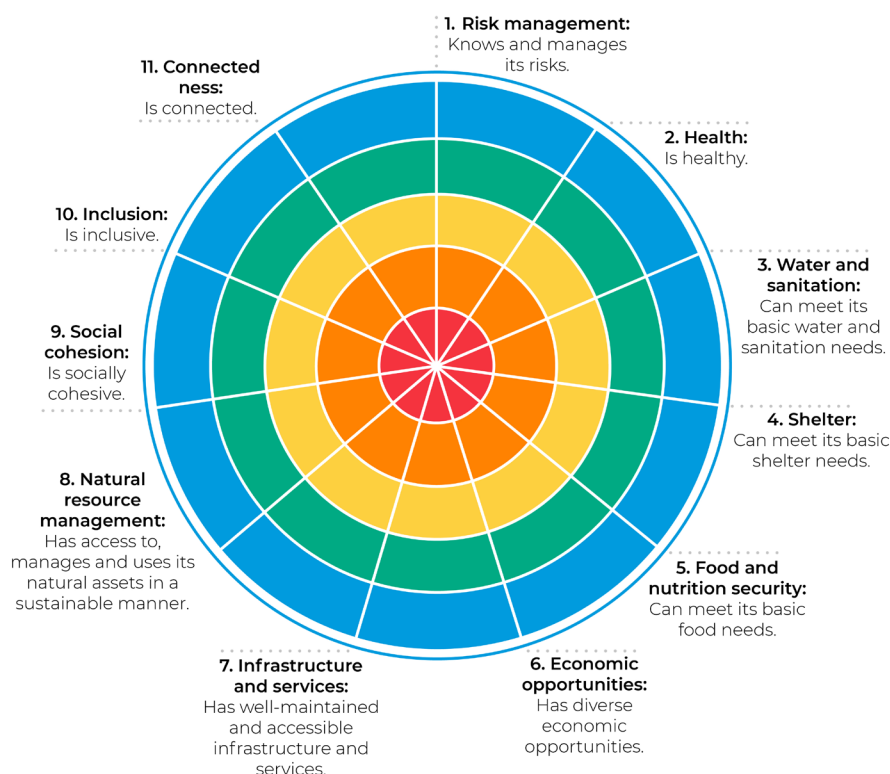 1. Risk management:
Knows and manages
its risks.
2. Health:
Is healthy.
3. Water and
sanitation:
Can meet its
basic water and
sanitation needs.
4. Shelter:
Can meet its basic
shelter needs.
5. Food and
nutrition security:
Can meet its basic
food needs.
6. Economic
opportunities:
Has diverse
economic
opportunities.
7. Infrastructure
and services:
Has well-maintained
and accessible
infrastructure and
services.
8. Natural
resource
management:
Has access to,
manages and uses its
natural assets in a
sustainable manner.
9. Social
cohesion:
Is socially
cohesive.
10. Inclusion:
Is inclusive.
11. Connected
ness:
Is connected.